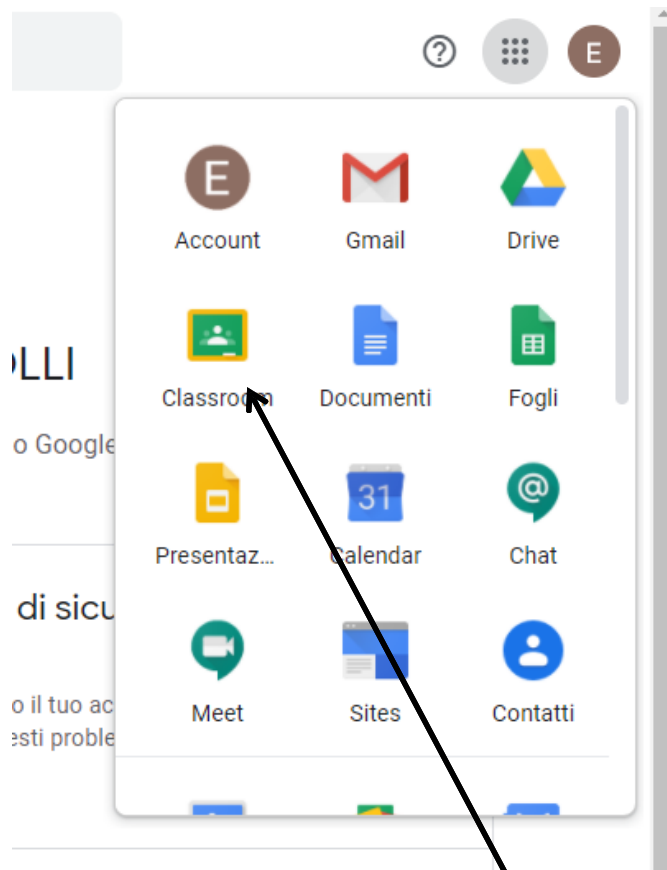 E
E
Account Gmail Drive
OLLI
Classroom Documenti Fogli
o Google
31 @
Presentaz... Calendar Chat
di sicu
o il tuo ac
Meet Sites Contatti
esti proble